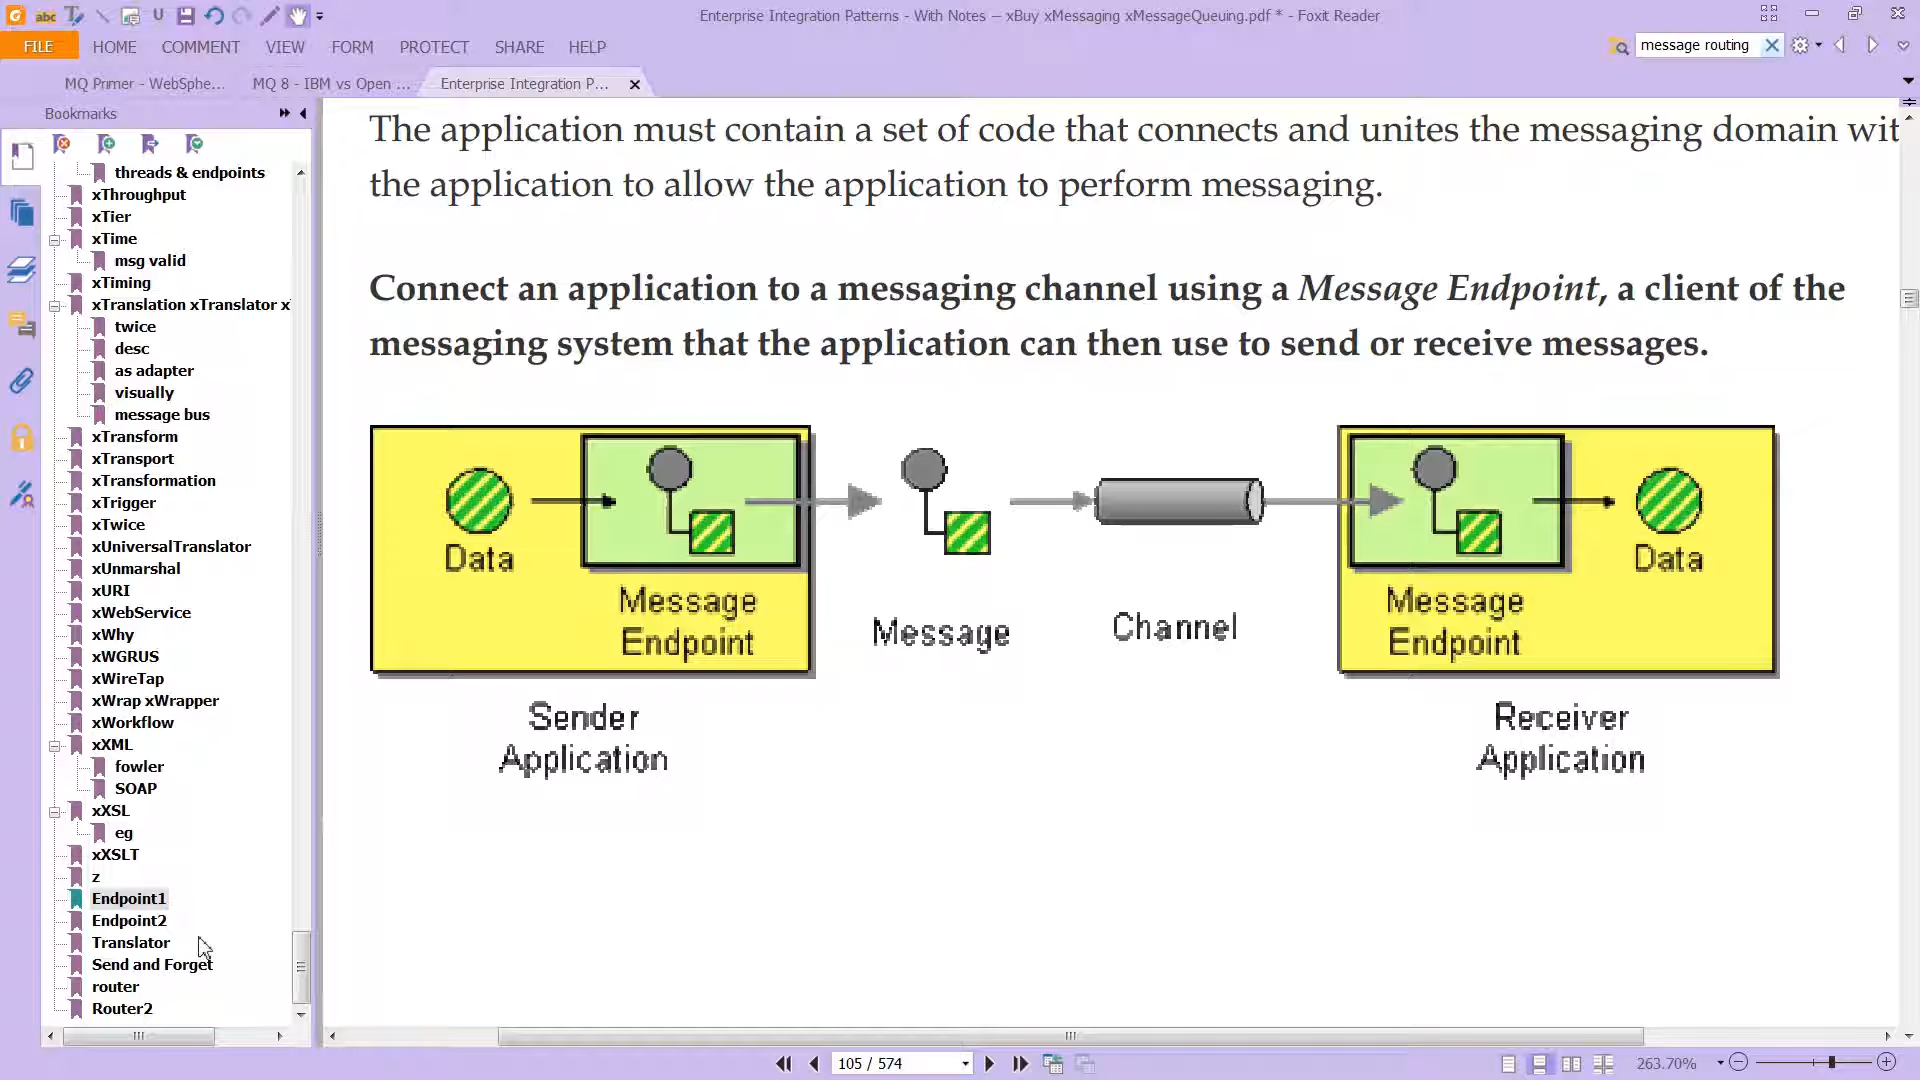 Enterprise Integration Patterns - With Notes -- xBuy xMessaging xMessageQueuing.pdf * - Foxit Reader
FILE HOME COMMENT VIEW FORM PROTECT SHARE HELP
message routing
MQ Primer - WebSphe...
MQ 8 - IBM vs Open ...
Enterprise Integration P...
Bookmarks
threads & endpoints
xThroughput
xTier
xTime
msg valid
xTiming
xTranslation xTranslator x
twice
desc
as adapter
visually
message bus
xTransform
xTransport
xTransformation
xTrigger
xTwice
xUniversalTranslator
xUnmarshal
xURI
xWebService
xWhy
xWGRUS
xWireTap
xWrap xWrapper
xWorkflow
xXML
fowler
SOAP
xXSL
eg
xXSLT
z
Endpoint1
Endpoint2
Translator
Send and Forget
router
Router2
The application must contain a set of code that connects and unites the messaging domain wit
the application to allow the application to perform messaging.
Connect an application to a messaging channel using a Message Endpoint, a client of the
messaging system that the application can then use to send or receive messages.
Data
Message
Endpoint
Sender
Application
Message
Channel
Message
Endpoint
Data
Receiver
Application
105 / 574
263.70%